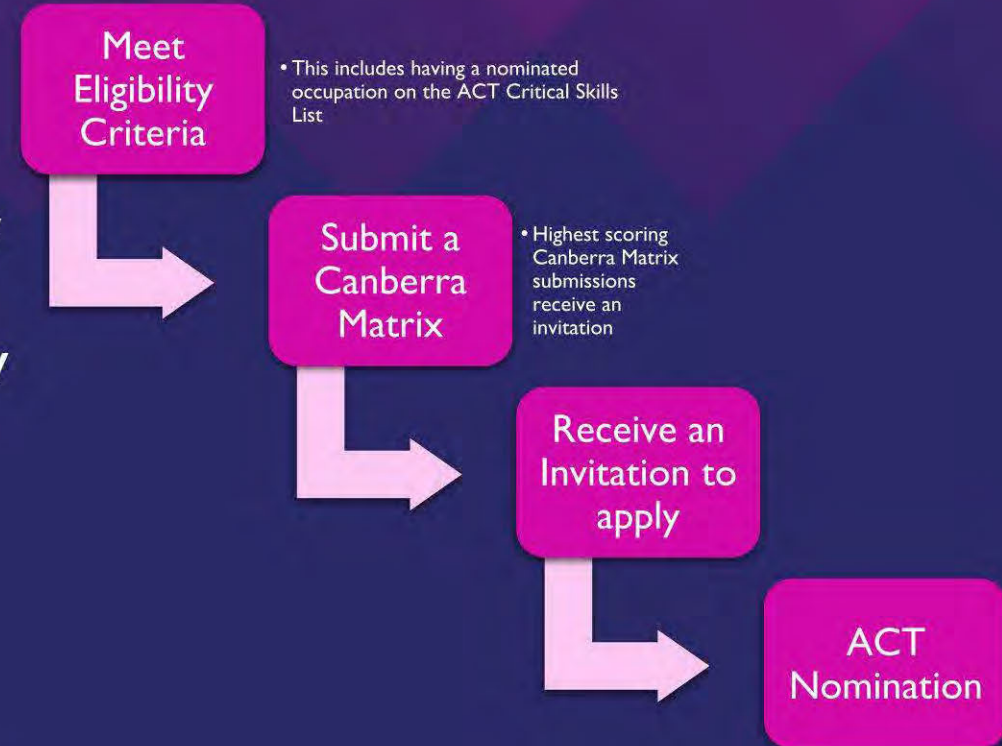 Meet
Eligibility
Criteria
• This includes having a nominated
occupation on the ACT Critical Skills
List
Submit a
Canberra
Matrix
• Highest scoring
Canberra Matrix
submissions
receive an
invitation
Receive an
Invitation to
apply
ACT
Nomination